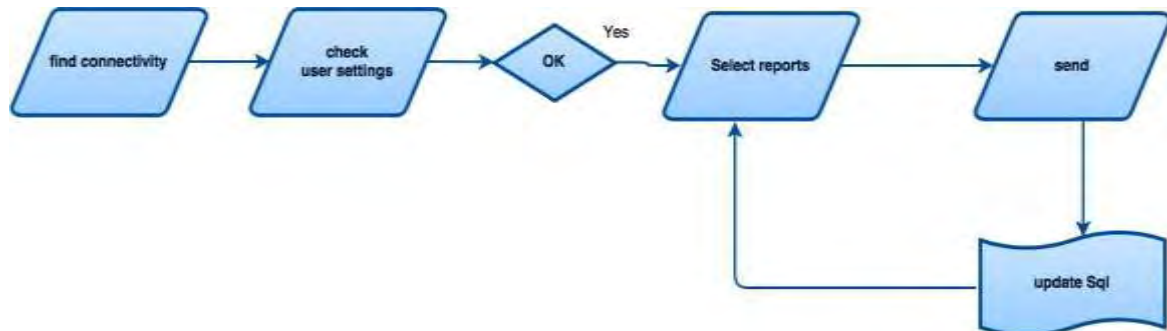 find connectivity
check
user settings
OK
Yes
Select reports
send
update Sql